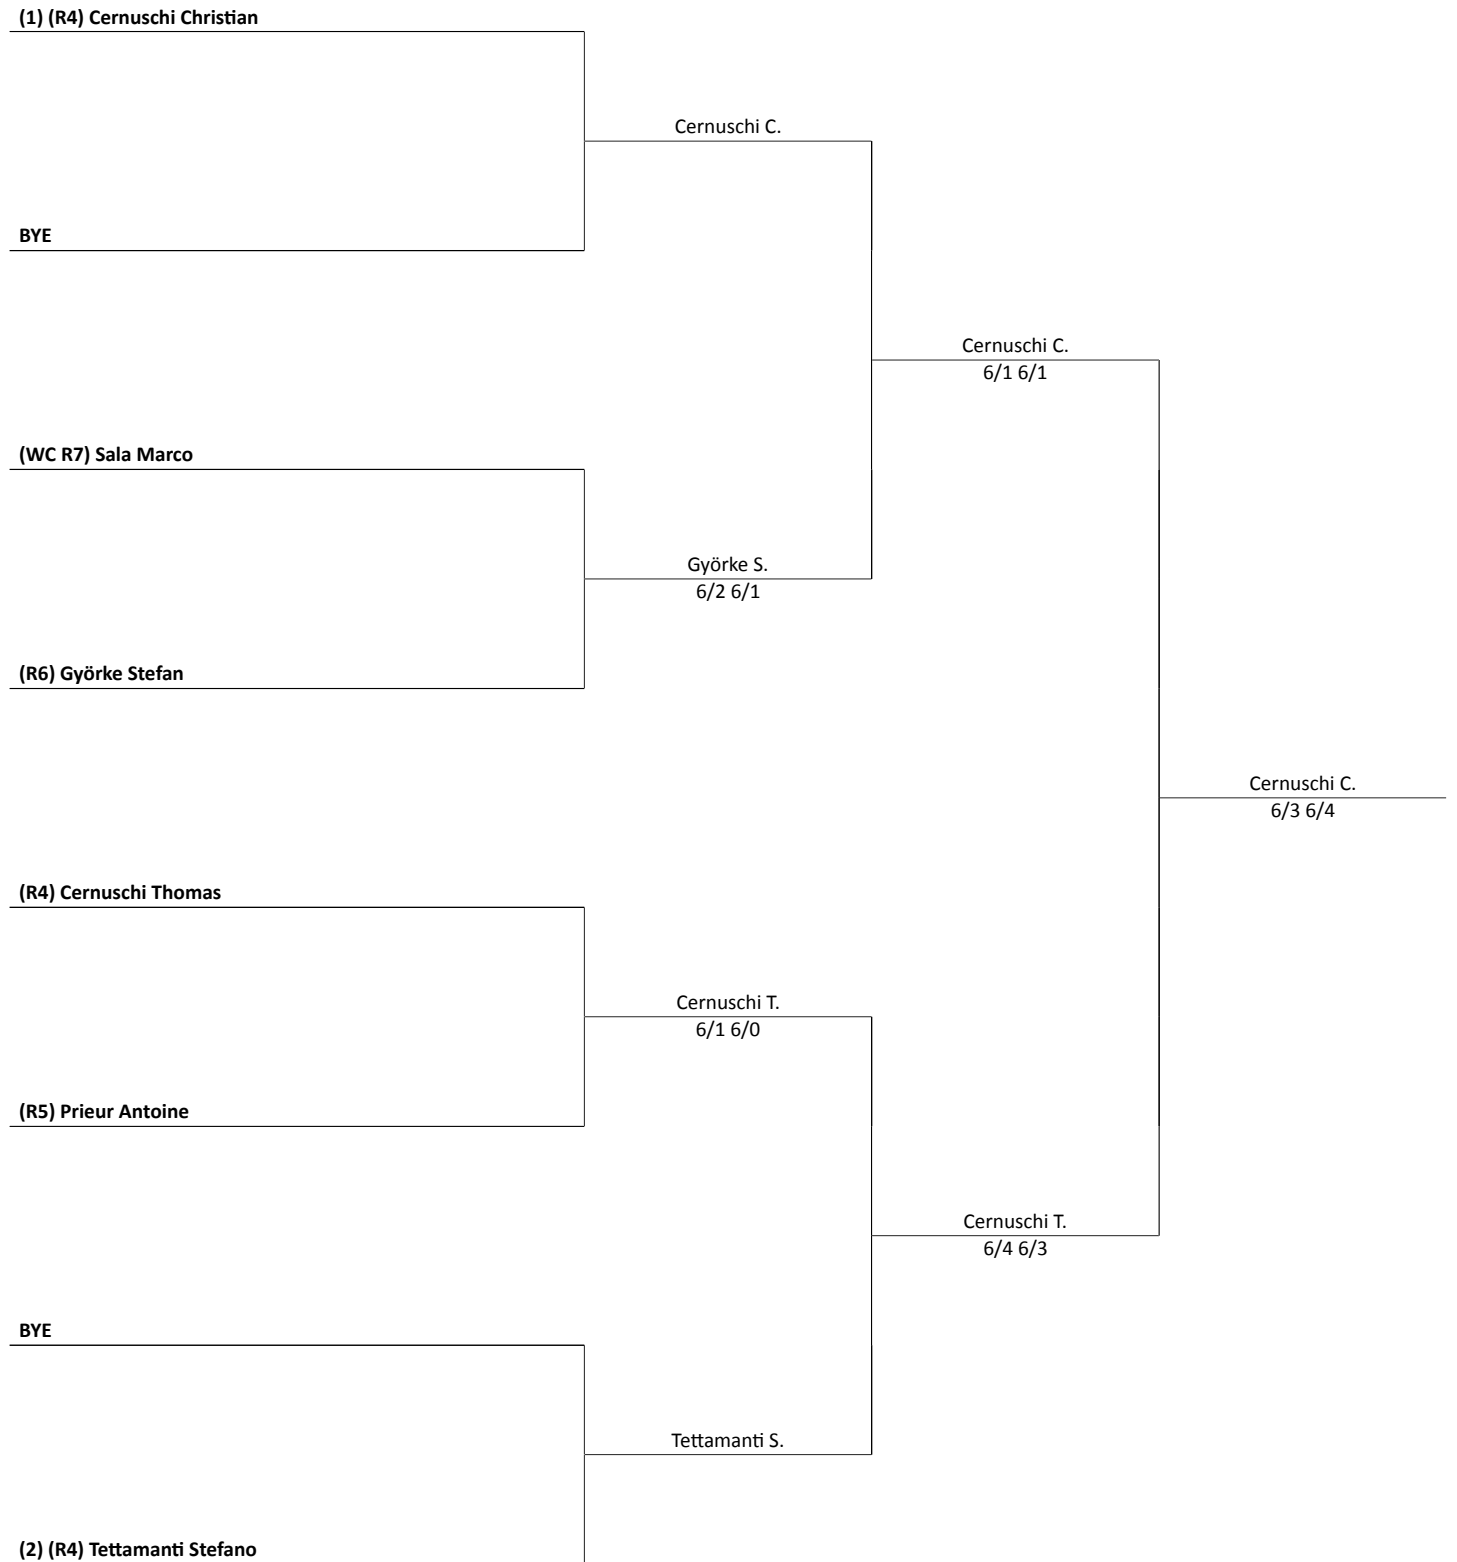 (1) (R4) Cernuschi Christian
Cernuschi C.
BYE
Cernuschi C.
6/1 6/1
(WC R7) Sala Marco
Györke S.
6/2 6/1
(R6) Györke Stefan
Cernuschi C.
6/3 6/4
(R4) Cernuschi Thomas
Cernuschi T.
6/1 6/0
(R5) Prieur Antoine
Cernuschi T.
6/4 6/3
BYE
Tettamanti S.
(2) (R4) Tettamanti Stefano